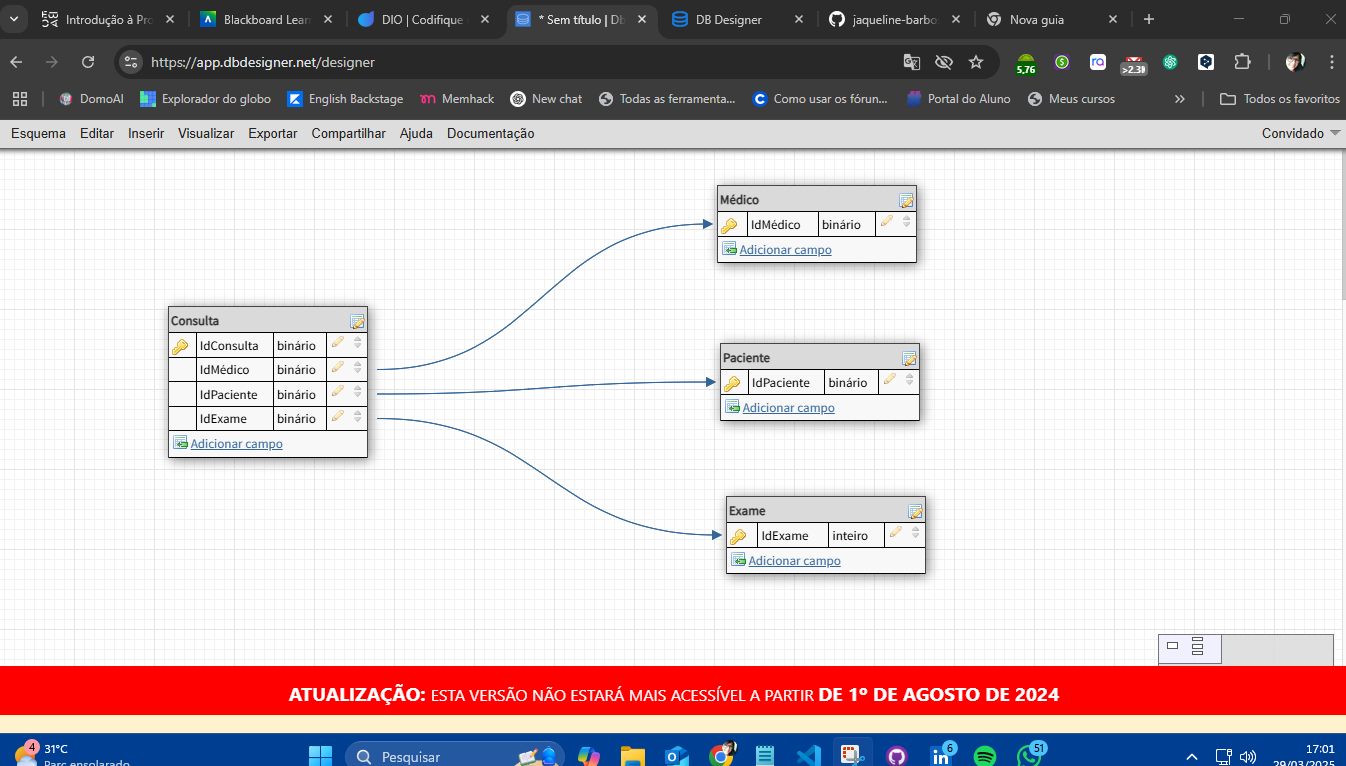 Introdução à Pro
Blackboard Lear
DIO | Codifique
* Sem título | Db
DB Designer
jaqueline-barbo
Nova guia
https://app.dbdesigner.net/designer
5,76
>2.3
DomoAI
Explorador do globo
English Backstage
Memhack
New chat
Todas as ferramenta...
Como usar os fórun...
Portal do Aluno
Meus cursos
Todos os favoritos
Esquema Editar Inserir Visualizar Exportar Compartilhar Ajuda Documentação Convidado
Médico
IdMédico binário
Adicionar campo
Consulta
IdConsulta binário
IdMédico binário
IdPaciente binário
IdExame binário
Adicionar campo
Paciente
IdPaciente binário
Adicionar campo
Exame
IdExame inteiro
Adicionar campo
ATUALIZAÇÃO: ESTA VERSÃO NÃO ESTARÁ MAIS ACESSÍVEL A PARTIR DE 1º DE AGOSTO DE 2024
4
31°C
Parc ensolarado
Pesquisar
6
51
17:01
29/03/2025